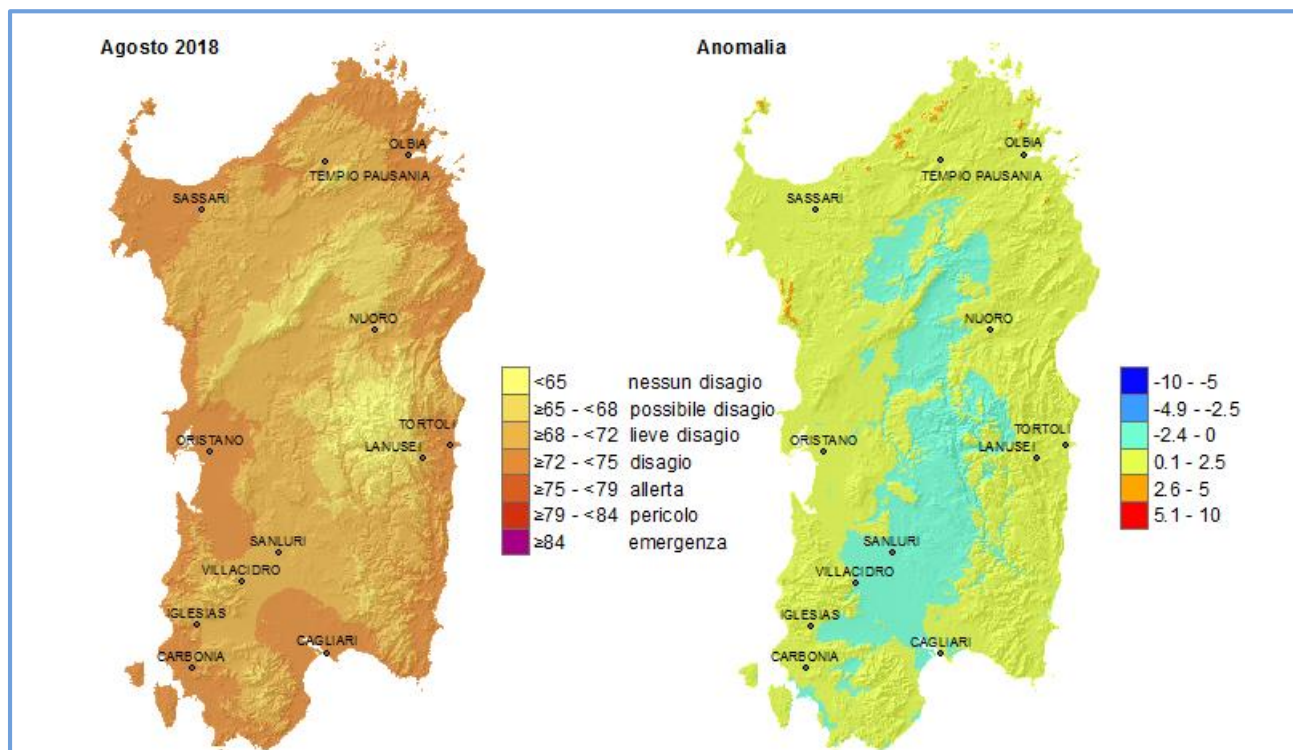 Agosto 2018
OLBIA
TEMPIO PAUSANIA
SASSARI
NUORO
TORTOLI
ORISTANO
LANUSEI
SANLURI
VILLACIDRO
IGLESIAS
CAGLIARI
CARBONIA
<65 nessun disagio
≥65 - <68 possibile disagio
≥68 - <72 lieve disagio
≥72 - <75 disagio
≥75 - <79 allerta
≥79 - <84 pericolo
≥84 emergenza
Anomalia
OLBIA
TEMPIO PAUSANIA
SASSARI
NUORO
TORTOLI
ORISTANO
LANUSEI
SANLURI
VILLACIDRO
IGLESIAS
CAGLIARI
CARBONIA
-10 - -5
-4.9 - -2.5
-2.4 - 0
0.1 - 2.5
2.6 - 5
5.1 - 10